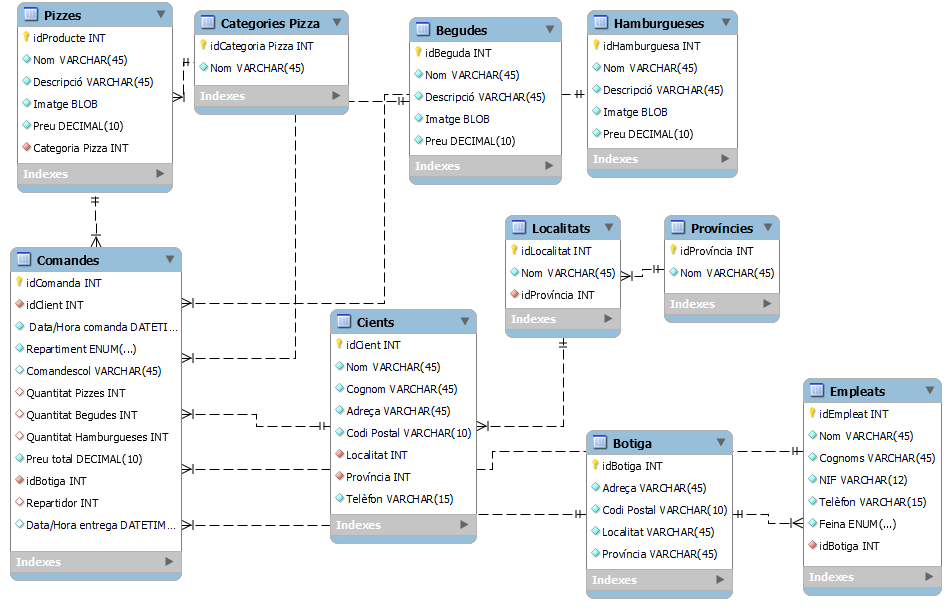 Pizzes
idProducte INT
Nom VARCHAR(45)
Descripció VARCHAR(45)
Imatge BLOB
Preu DECIMAL(10)
Categoria Pizza INT
Indexes
Categories Pizza
idCategoria Pizza INT
Nom VARCHAR(45)
Indexes
Begudes
idBeguda INT
Nom VARCHAR(45)
Descripció VARCHAR(45)
Imatge BLOB
Preu DECIMAL(10)
Indexes
Hamburgueses
idHamburguesa INT
Nom VARCHAR(45)
Descripció VARCHAR(45)
Imatge BLOB
Preu DECIMAL(10)
Indexes
Comandes
idComanda INT
idClient INT
Data/Hora comanda DATETI...
Repartiment ENUM(...)
Comandescol VARCHAR(45)
Quantitat Pizzes INT
Quantitat Begudes INT
Quantitat Hamburgueses INT
Preu total DECIMAL(10)
idBotiga INT
Repartidor INT
Data/Hora entrega DATETIM...
Indexes
Cients
idCient INT
Nom VARCHAR(45)
Cognom VARCHAR(45)
Adreça VARCHAR(45)
Codi Postal VARCHAR(10)
Localitat INT
Província INT
Telèfon VARCHAR(15)
Indexes
Localitats
idLocalitat INT
Nom VARCHAR(45)
idProvíncia INT
Indexes
Províncies
idProvíncia INT
Nom VARCHAR(45)
Indexes
Botiga
idBotiga INT
Adreça VARCHAR(45)
Codi Postal VARCHAR(10)
Localitat VARCHAR(45)
Província VARCHAR(45)
Indexes
Empleats
idEmpleat INT
Nom VARCHAR(45)
Cognoms VARCHAR(45)
NIF VARCHAR(12)
Telèfon VARCHAR(15)
Feina ENUM(...)
idBotiga INT
Indexes